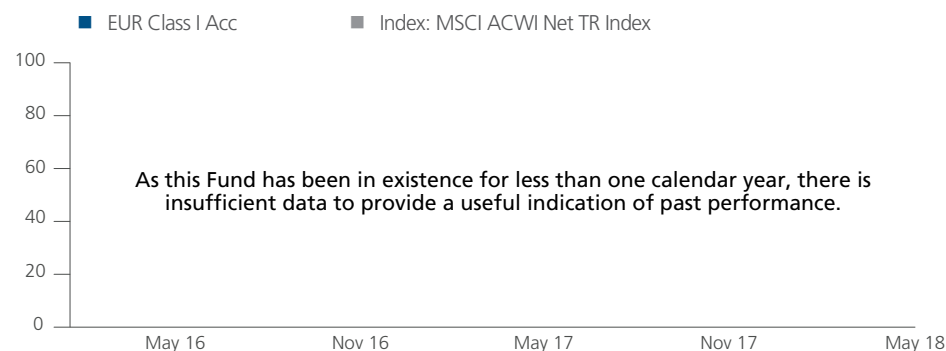 EUR Class I Acc Index: MSCI ACWI Net TR Index
100
80
60
As this Fund has been in existence for less than one calendar year, there is
insufficient data to provide a useful indication of past performance.
40
20
0
May 16 Nov 16 May 17 Nov 17 May 18